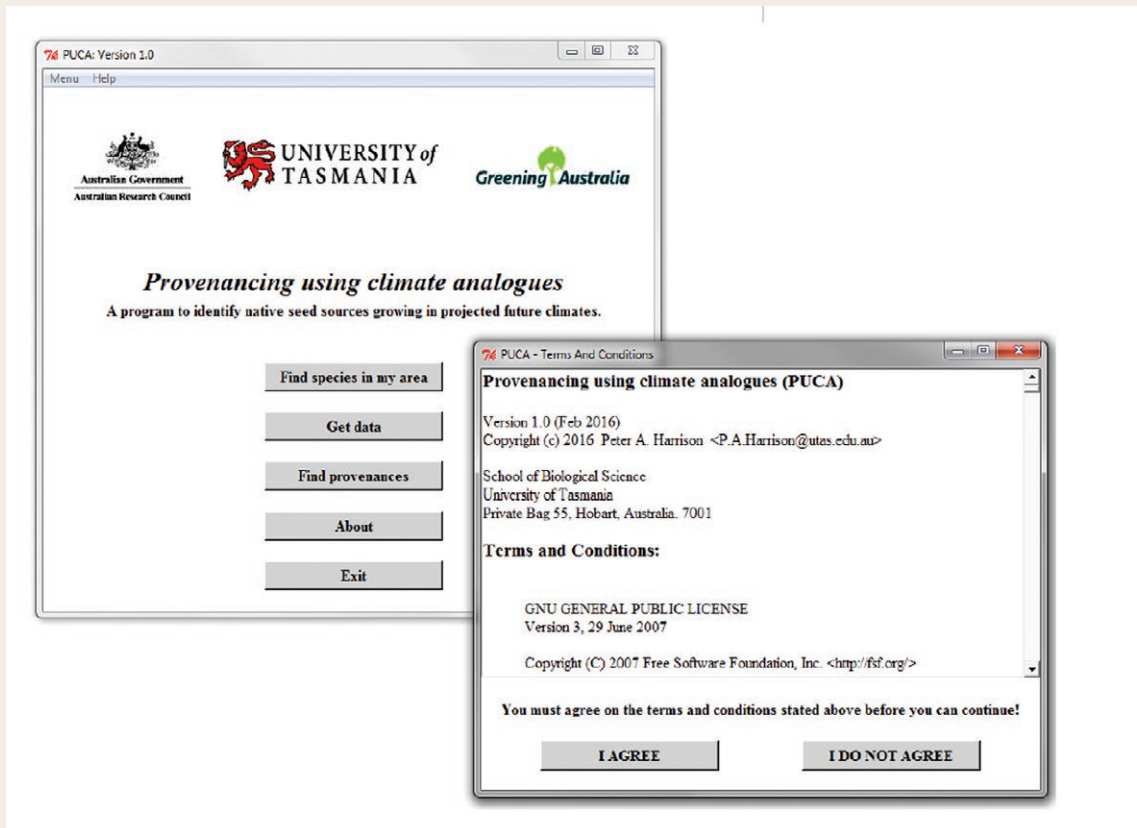 PUCA: Version 1.0
Menu Help
Australian Government
Australian Research Council
UNIVERSITY of
TASMANIA
Greening Australia
Provenancing using climate analogues
A program to identify native seed sources growing in projected future climates.
Find species in my area
Get data
Find provenances
About
Exit
PUCA - Terms And Conditions
Provenancing using climate analogues (PUCA)
Version 1.0 (Feb 2016)
Copyright (c) 2016 Peter A. Harrison <P.A.Harrison@utas.edu.au>
School of Biological Science
University of Tasmania
Private Bag 55, Hobart, Australia. 7001
Terms and Conditions:
GNU GENERAL PUBLIC LICENSE
Version 3, 29 June 2007
Copyright (C) 2007 Free Software Foundation, Inc. <http://fsf.org/>
You must agree on the terms and conditions stated above before you can continue!
I AGREE
I DO NOT AGREE